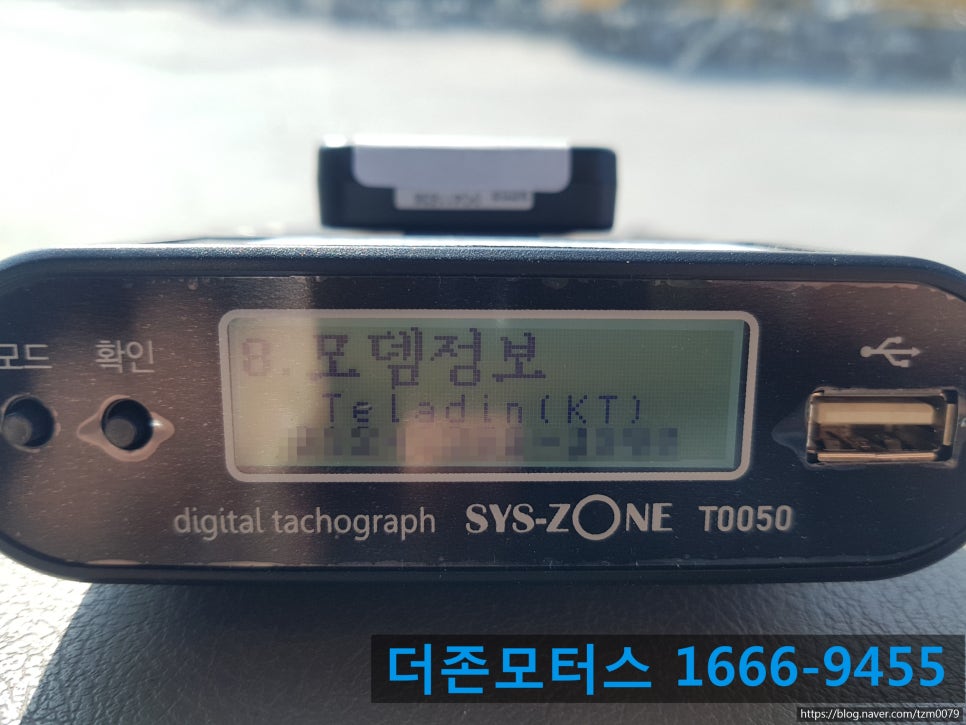 모드 확인
8.모뎀정보
Teladin(KT)
digital tachograph SYS-ZONE T0050
더존모터스 1666-9455
https://blog.naver.com/tzm0079